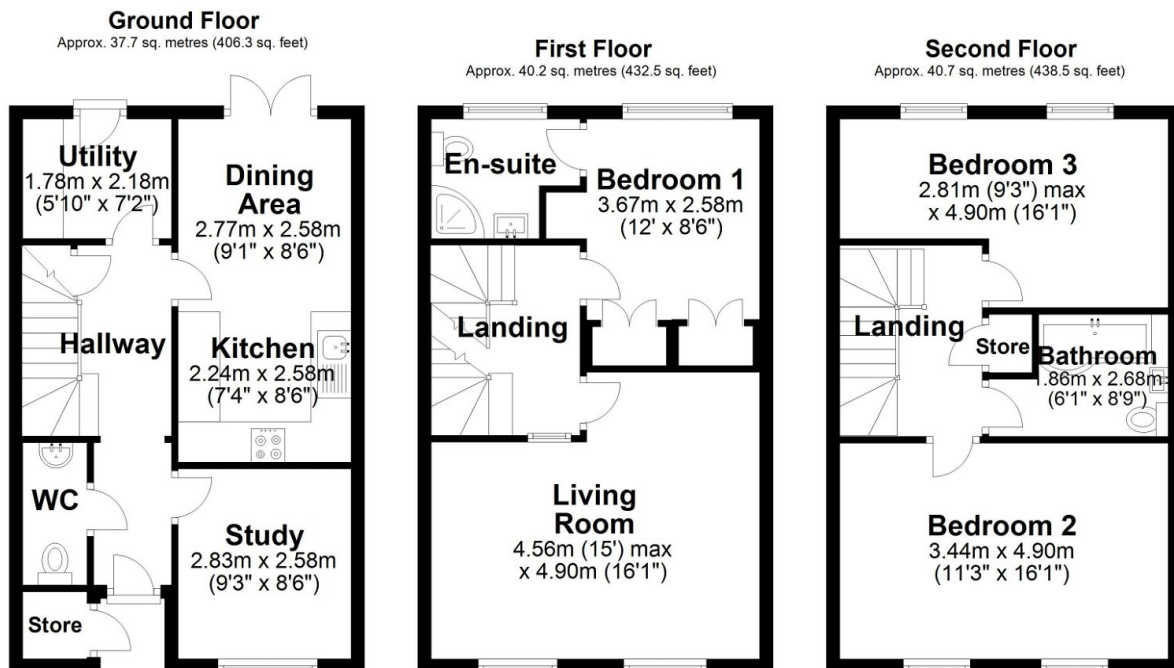 Ground Floor
Approx. 37.7 sq. metres (406.3 sq. feet)
Utility
1.78m x 2.18m
(5'10" x 7'2")
Dining
Area
2.77m x 2.58m
(9'1" x 8'6")
Hallway
Kitchen
2.24m x 2.58m
(7'4" x 8'6")
WC
Study
2.83m x 2.58m
(9'3" x 8'6")
Store
First Floor
Approx. 40.2 sq. metres (432.5 sq. feet)
En-suite
Bedroom 1
3.67m x 2.58m
(12' x 8'6")
Landing
Living
Room
4.56m (15') max
x 4.90m (16'1")
Second Floor
Approx. 40.7 sq. metres (438.5 sq. feet)
Bedroom 3
2.81m (9'3") max
x 4.90m (16'1")
Landing
Store
Bathroom
1.86m x 2.68m
(6'1" x 8'9")
Bedroom 2
3.44m x 4.90m
(11'3" x 16'1")